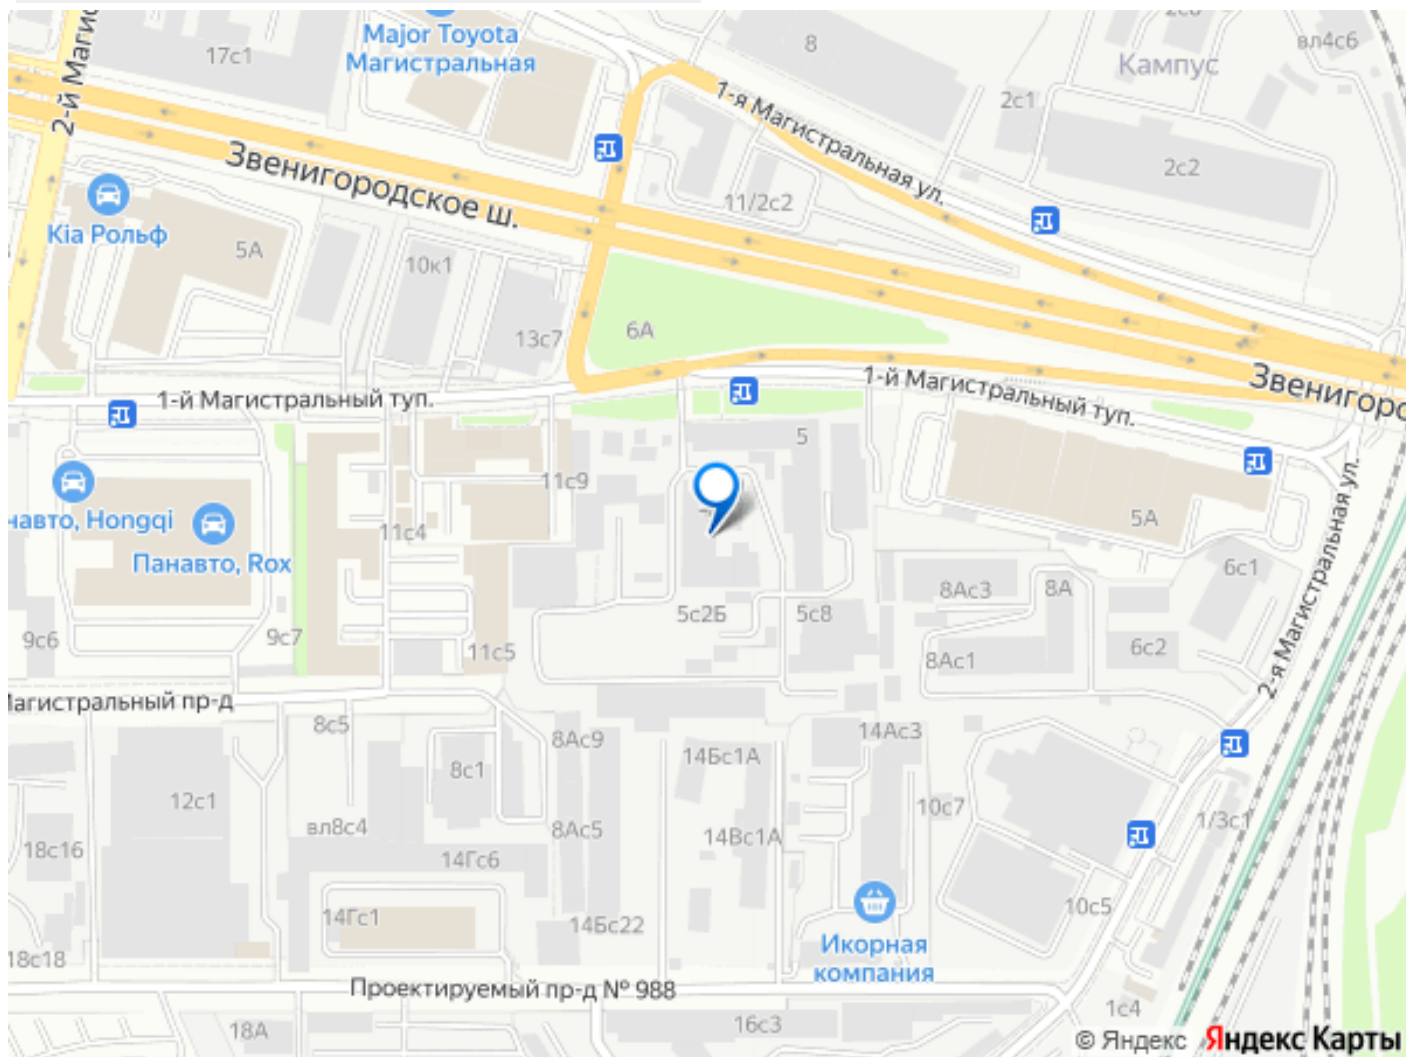 17с1
Major Toyota
Магистральная
8
вл4с6
Кампус
2с1
2-й Магис
1-я Магистральная ул.
2с2
Звенигородское ш.
11/2с2
Kia Рольф
5А
10к1
6А
13с7
1-й Магистральный туп.
1-й Магистральный туп.
Звенигоро
5
11с9
навто, Hongqi
Панавто, Rox
11с4
5А
2-я Магистральная ул.
6с1
8Ас3
8А
5с2Б
5с8
9с6
9с7
11с5
8Ас1
6с2
Магистральный пр-д
8с5
8Ас9
14Ас3
14Бс1А
8с1
12с1
10с7
1/3с1
вл8с4
8Ас5
14Вс1А
18с16
14Гс6
14Гс1
14Бс22
10с5
Икорная
компания
18с18
Проектируемый пр-д № 988
1с4
18А
16с3
© Яндекс Яндекс Карты